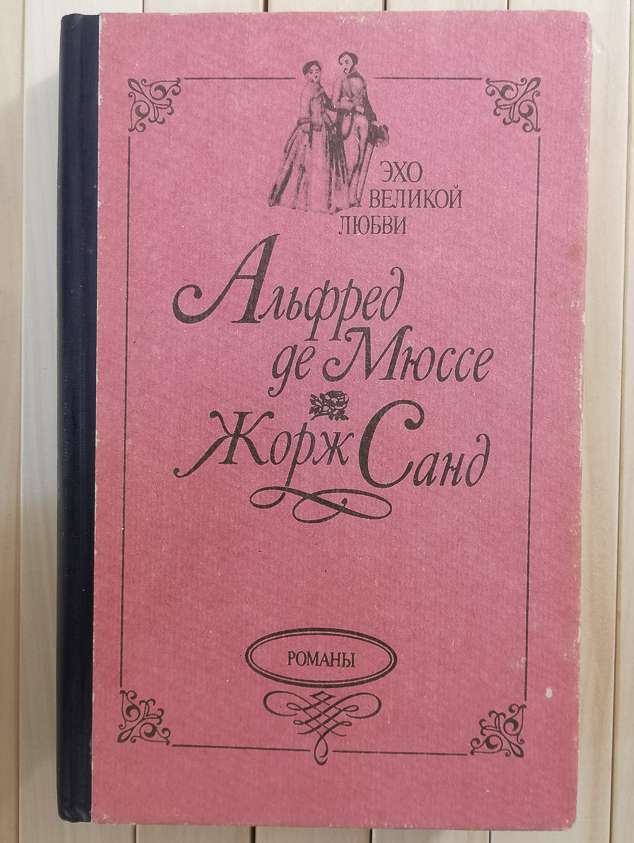 ЭХО
ВЕЛИКОЙ
ЛЮБВИ
Альфред
де Мюссе
Жорж Санд
РОМАНЫ